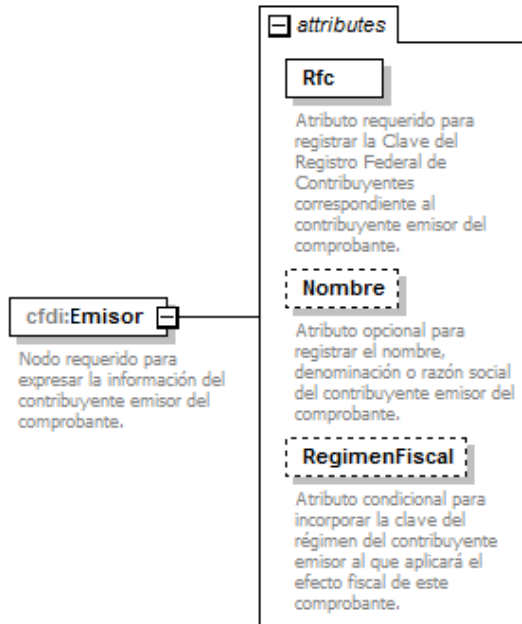 attributes
Rfc
Atributo requerido para
registrar la Clave del
Registro Federal de
Contribuyentes
correspondiente al
contribuyente emisor del
comprobante.
cfdi:Emisor
Nodo requerido para
expresar la información del
contribuyente emisor del
comprobante.
Nombre
Atributo opcional para
registrar el nombre,
denominación o razón social
del contribuyente emisor del
comprobante.
RegimenFiscal
Atributo condicional para
incorporar la clave del
régimen del contribuyente
emisor al que aplicará el
efecto fiscal de este
comprobante.